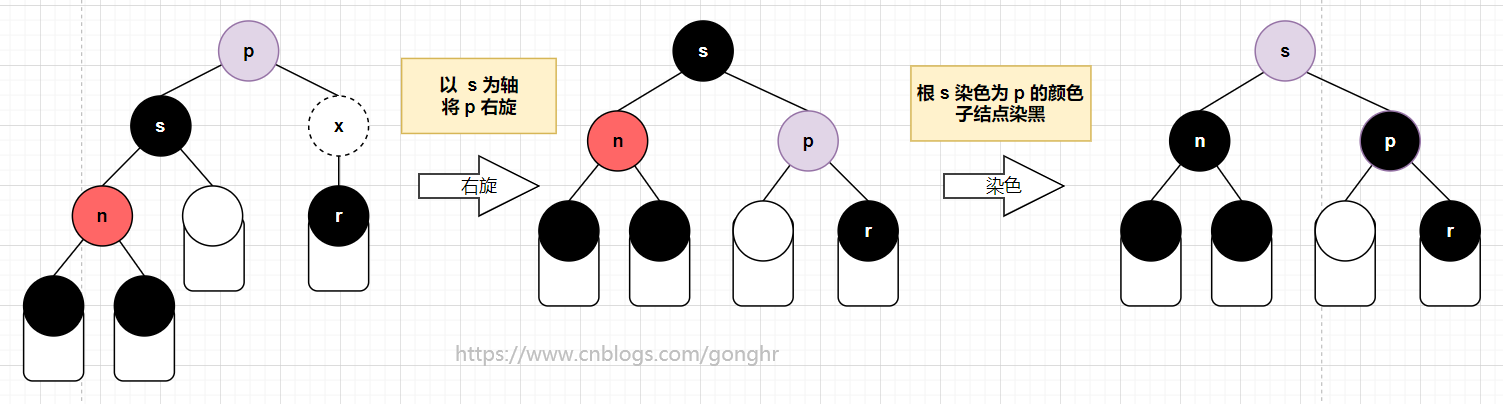 p
s
x
n
r
以 s 为轴
将 p 右旋
右旋
s
n
p
r
根 s 染色为 p 的颜色
子结点染黑
染色
s
n
p
r
https://www.cnblogs.com/gonghr